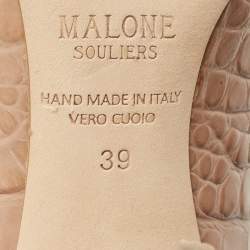 MALONE
SOULIERS
HAND MADE IN ITALY
VERO CUOIO
39